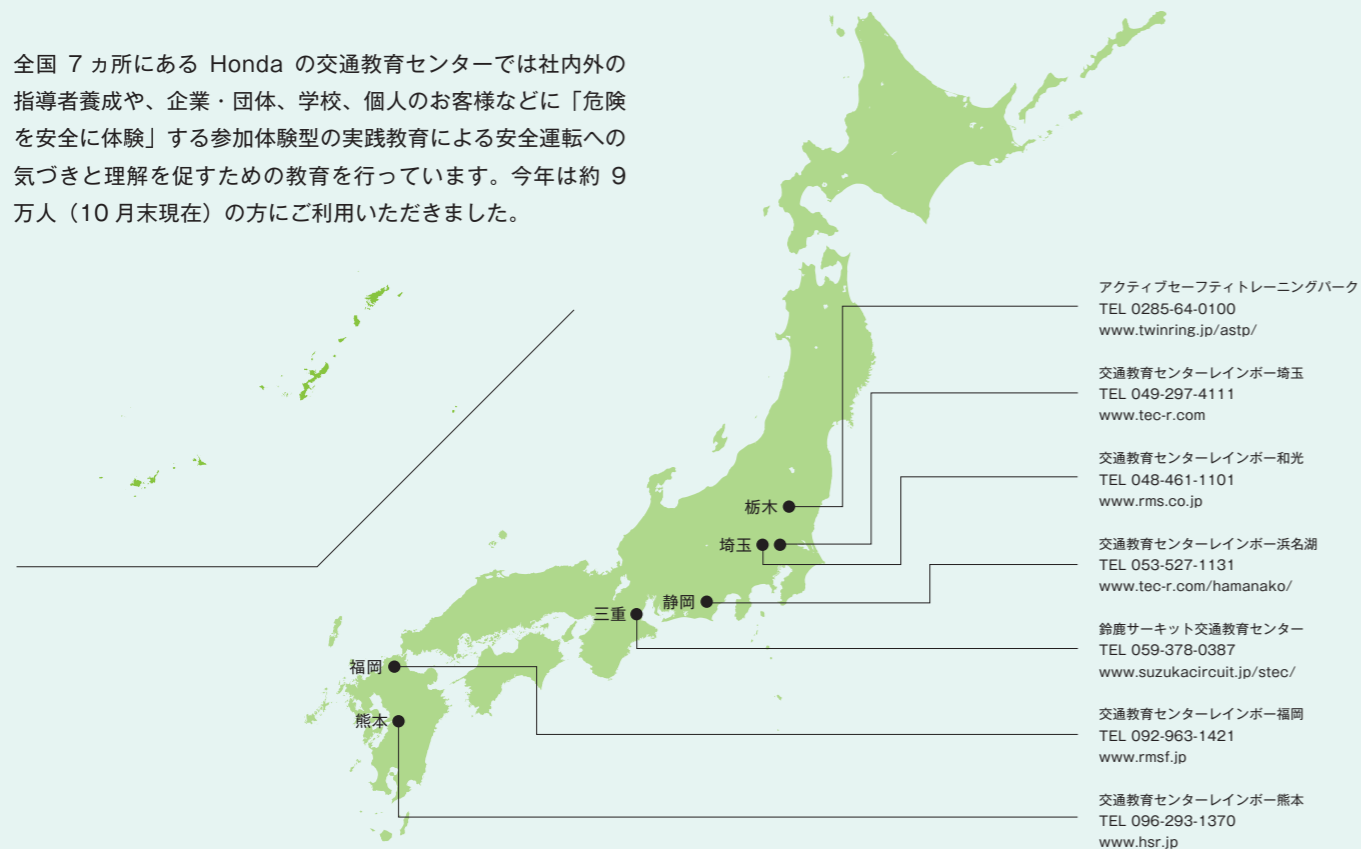 全国 7 ヵ所にある Honda の交通教育センターでは社内外の
指導者養成や、企業・団体、学校、個人のお客様などに「危険
を安全に体験」する参加体験型の実践教育による安全運転への
気づきと理解を促すための教育を行っています。今年は約 9
万人（10 月末現在）の方にご利用いただきました。
アクティブセーフティトレーニングパーク
TEL 0285-64-0100
www.twinring.jp/astp/
交通教育センターレインボー埼玉
TEL 049-297-4111
www.tec-r.com
交通教育センターレインボー和光
TEL 048-461-1101
www.rms.co.jp
交通教育センターレインボー浜名湖
TEL 053-527-1131
www.tec-r.com/hamanako/
鈴鹿サーキット交通教育センター
TEL 059-378-0387
www.suzukacircuit.jp/stec/
交通教育センターレインボー福岡
TEL 092-963-1421
www.rmsf.jp
交通教育センターレインボー熊本
TEL 096-293-1370
www.hsr.jp
栃木
埼玉
静岡
三重
福岡
熊本